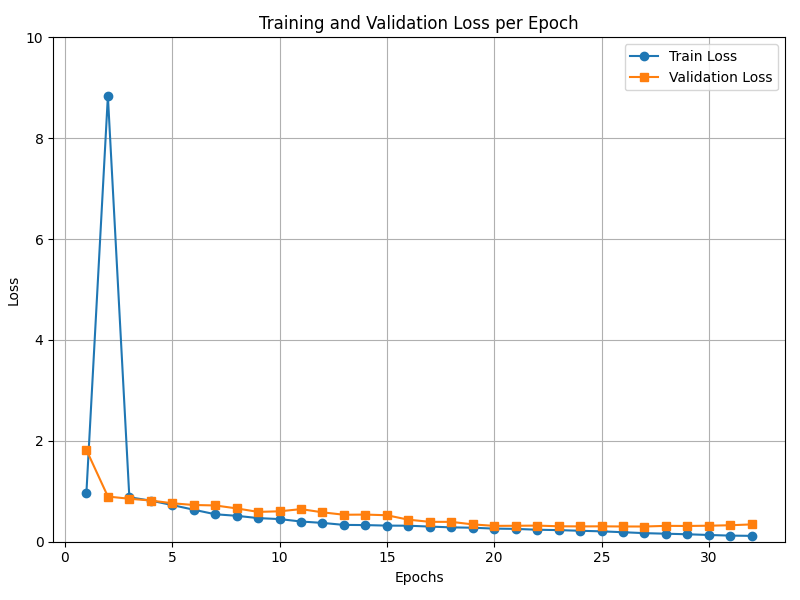 Training and Validation Loss per Epoch
10
8
6
4
2
0
Loss
Train Loss
Validation Loss
0 5 10 15 20 25 30
Epochs